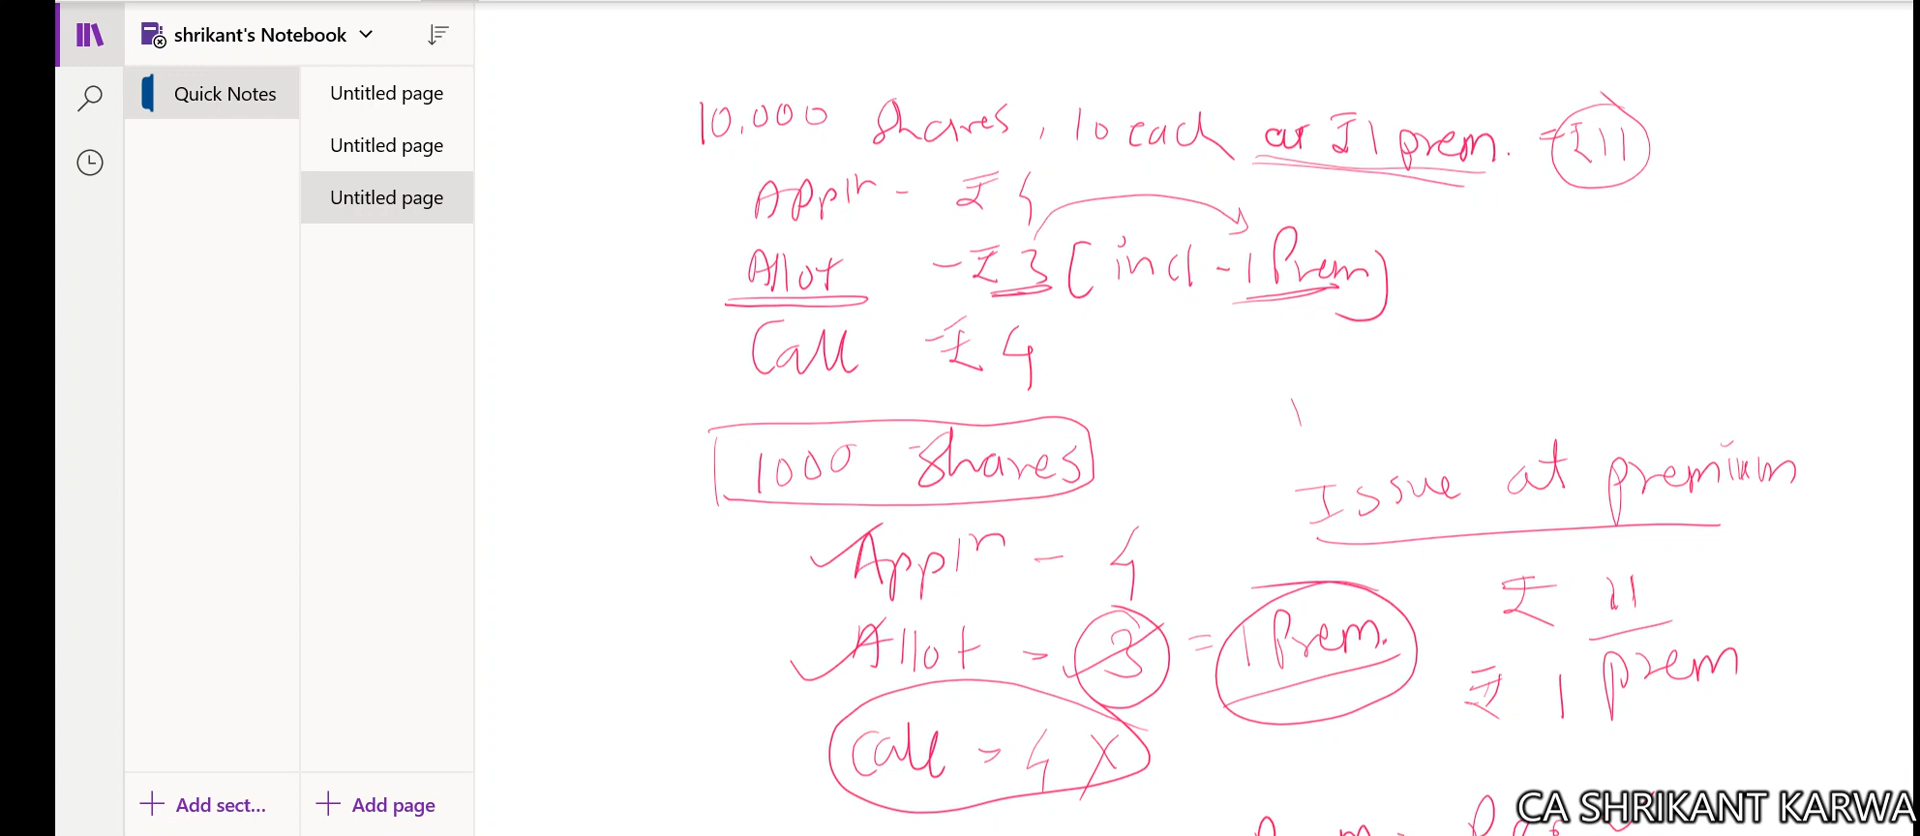 shrikant's Notebook
Quick Notes
Untitled page
Untitled page
Untitled page
Add sect...
Add page
10,000 Shares, 10 each at ₹1 prem. = ₹11
Appln - ₹ 4
Allot - ₹ 3 [incl - 1 Prem]
Call - ₹ 4
1000 Shares
Appln - 4
Allot - 3 = 1 Prem.
Call - 4 X
Issue at premium
₹ 11
₹ 1 prem
CA SHRIKANT KARWA